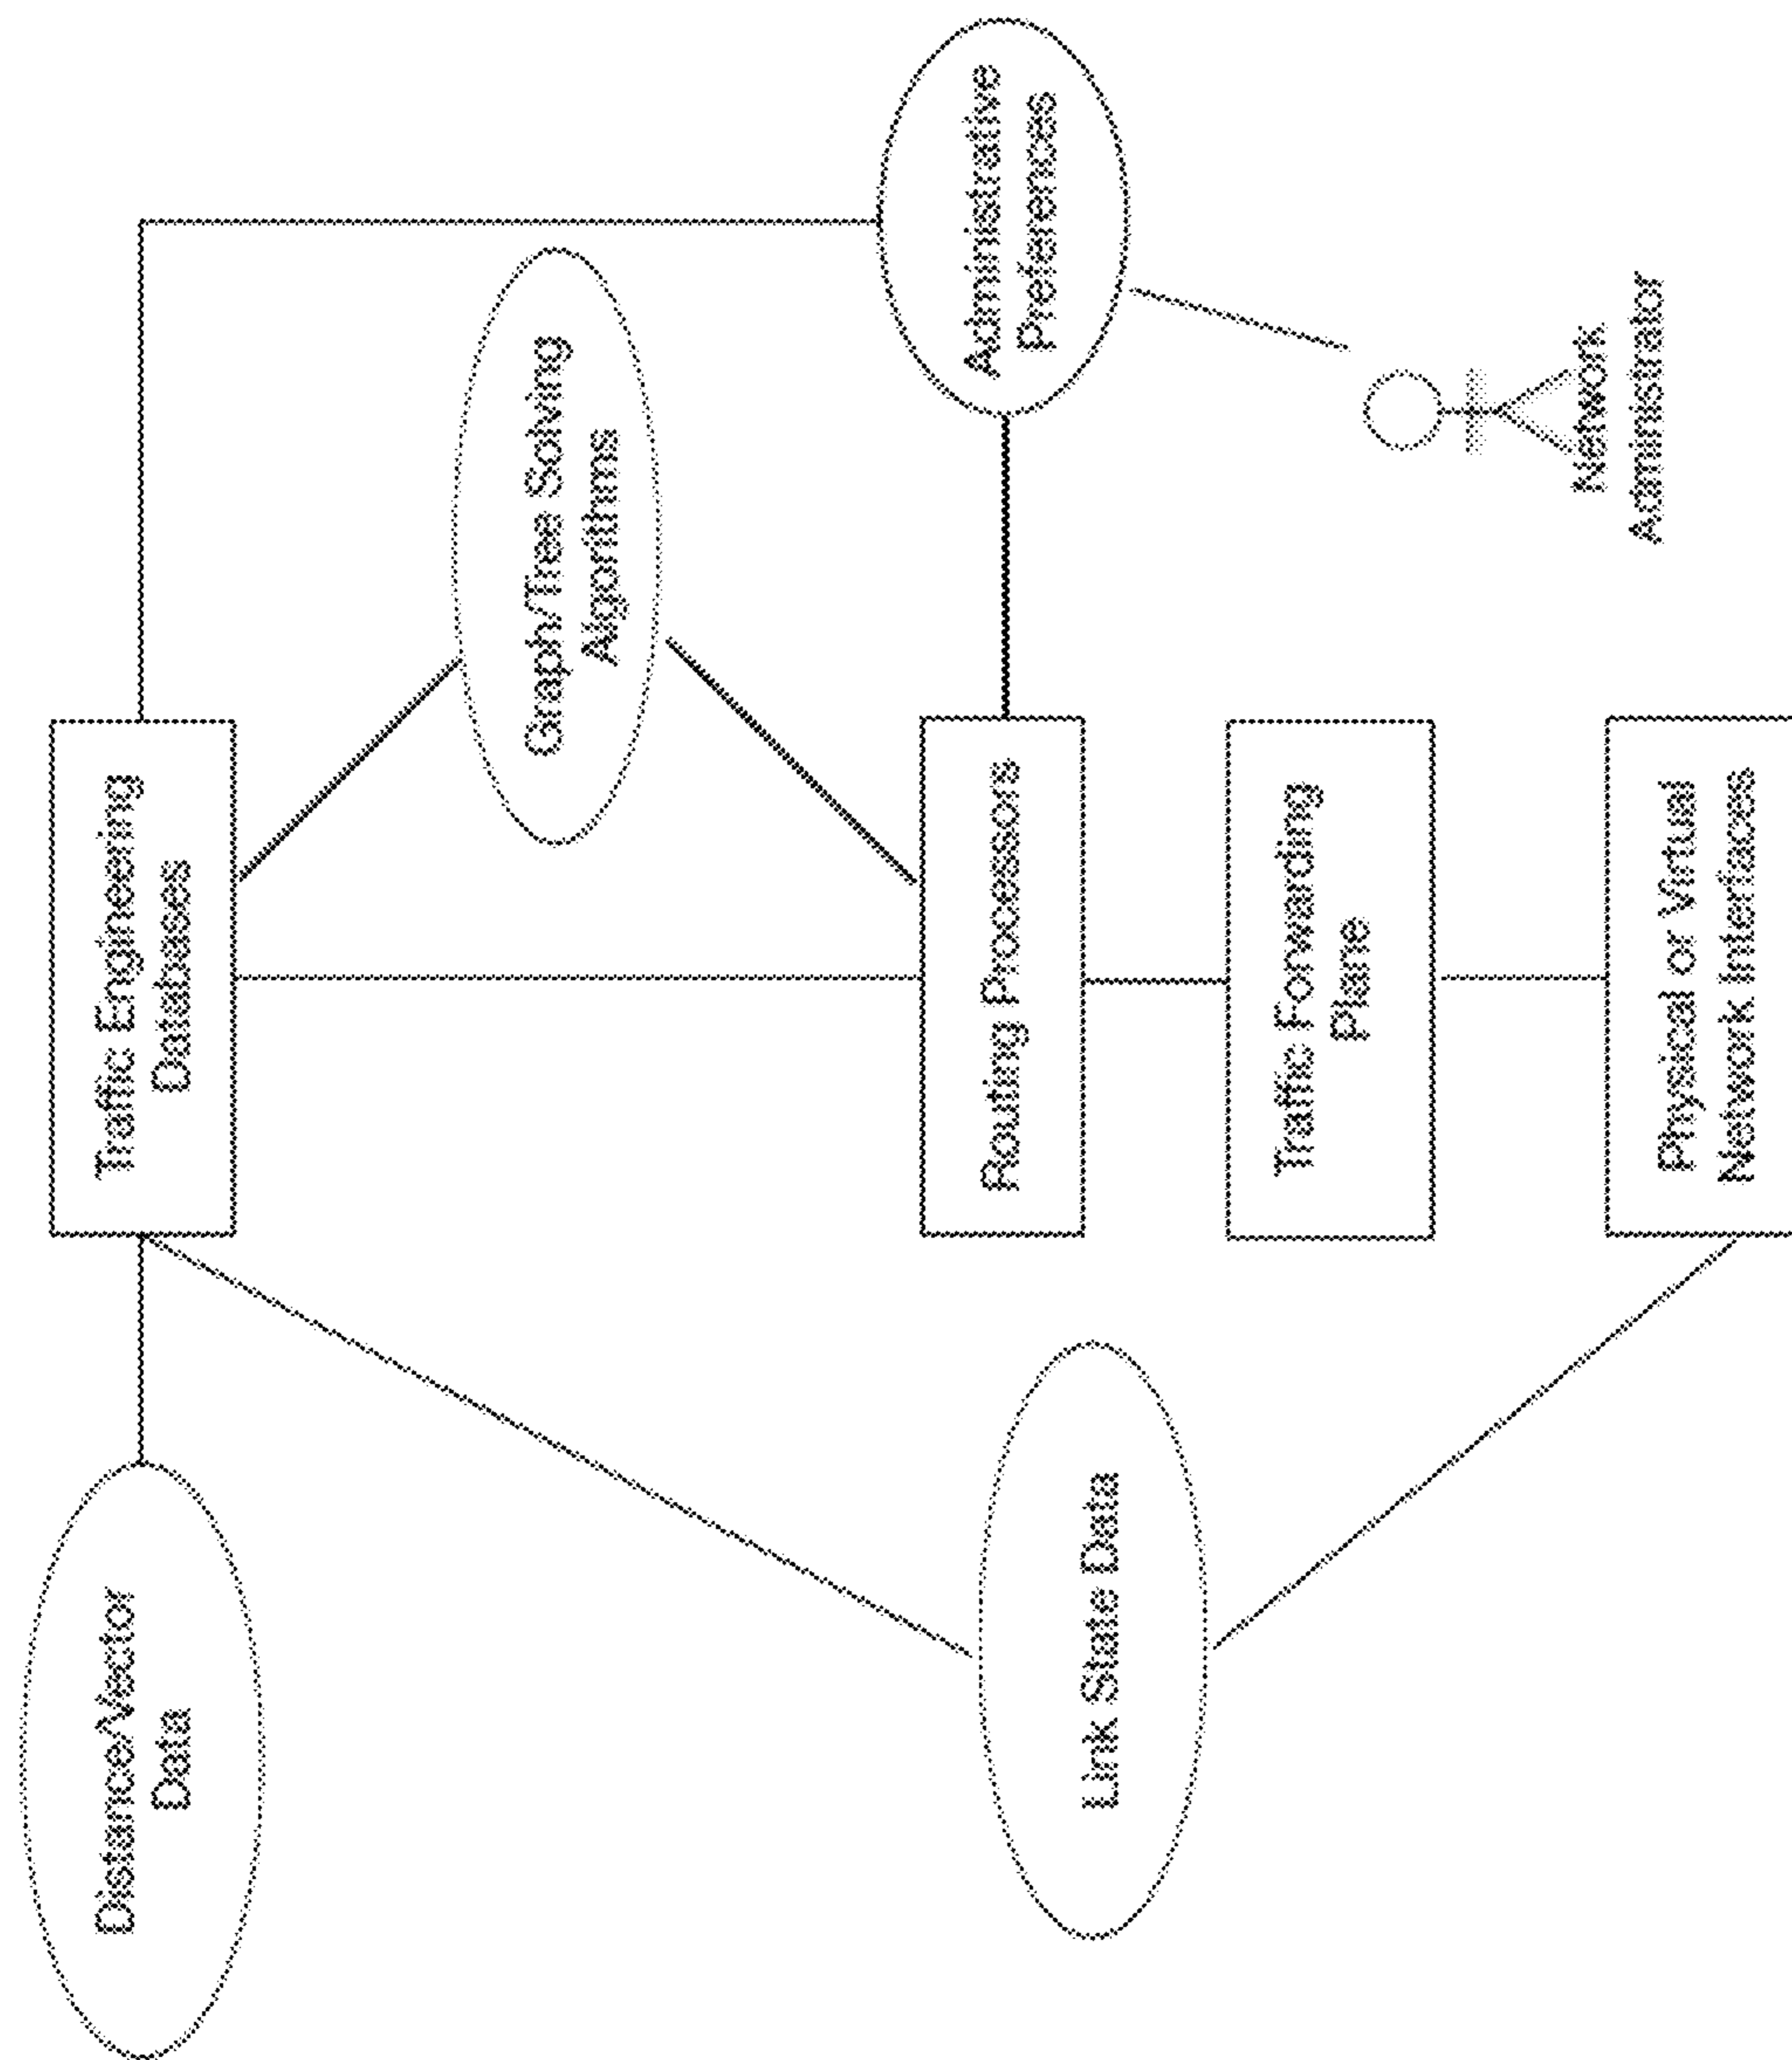 Distance/Vector
Data
Traffic Engineering
Databases
Graph/Tree Solving
Algorithms
Administrative
Preferences
Link State Data
Routing Processors
Traffic Forwarding
Plane
Physical or Virtual
Network Interfaces
Network
Administrator